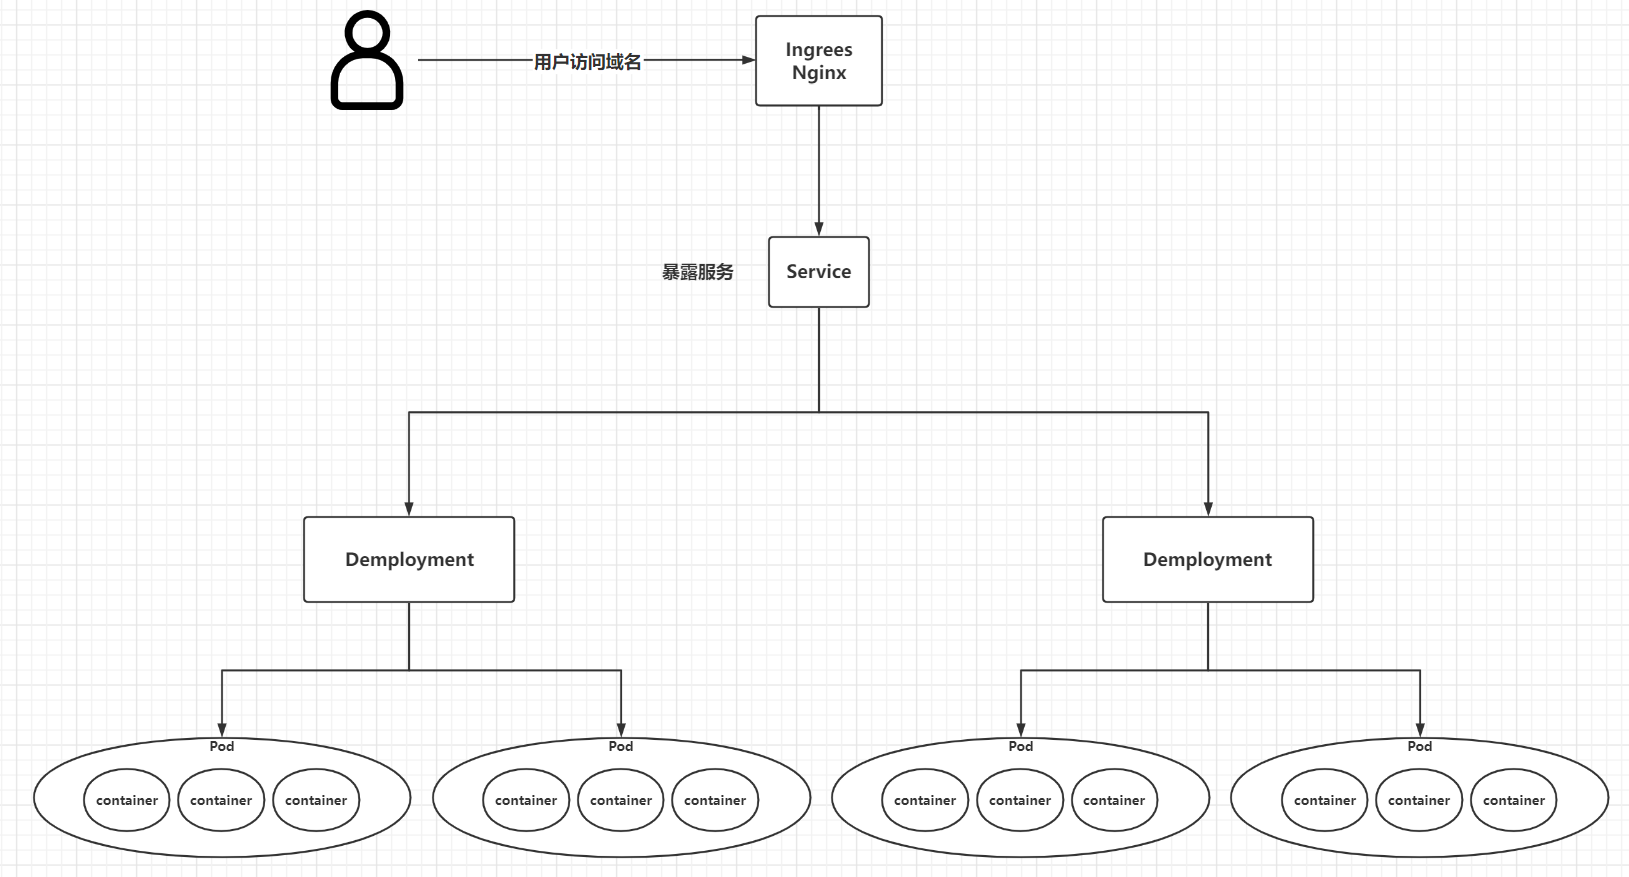 用户访问域名
Ingrees
Nginx
暴露服务
Service
Demployment
Demployment
Pod
Pod
Pod
Pod
container
container
container
container
container
container
container
container
container
container
container
container